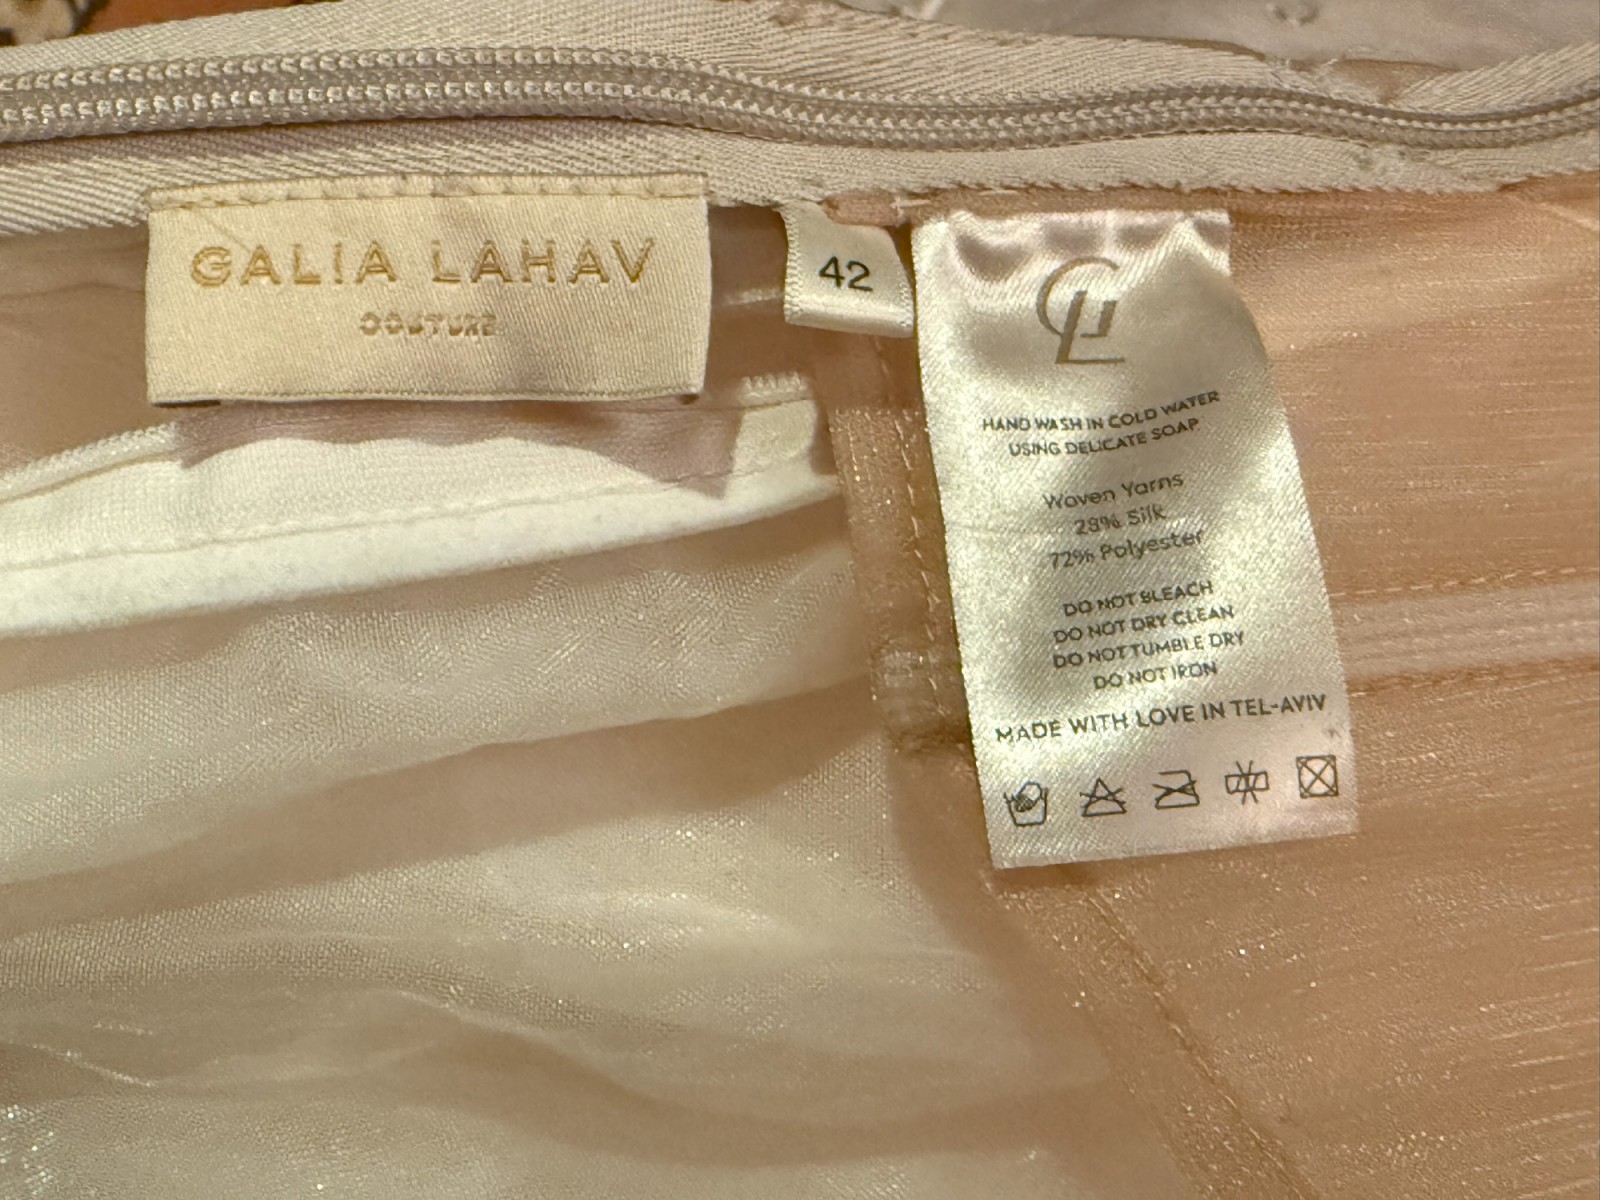 GALIA LAHAV
COUTURE
42
GL
HAND WASH IN COLD WATER
USING DELICATE SOAP
Woven Yarns
28% Silk
72% Polyester
DO NOT BLEACH
DO NOT DRY CLEAN
DO NOT TUMBLE DRY
DO NOT IRON
MADE WITH LOVE IN TEL-AVIV